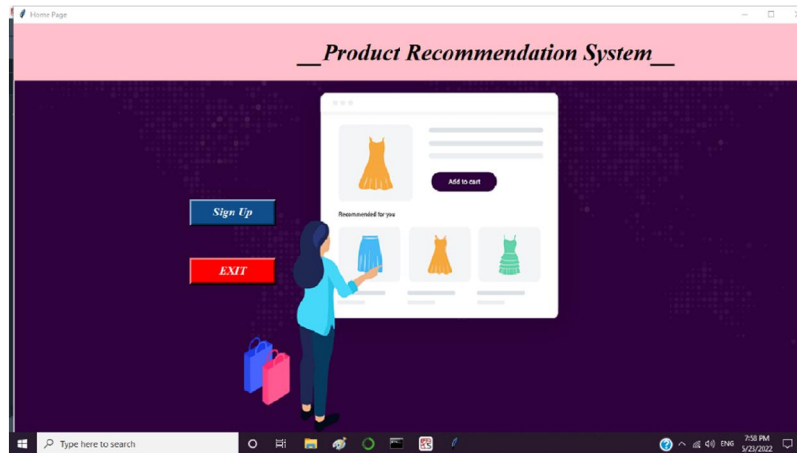 Home Page
__Product Recommendation System__
Add to cart
Recommended for you
Sign Up
EXIT
Type here to search
ENG
7:58 PM
5/23/2022